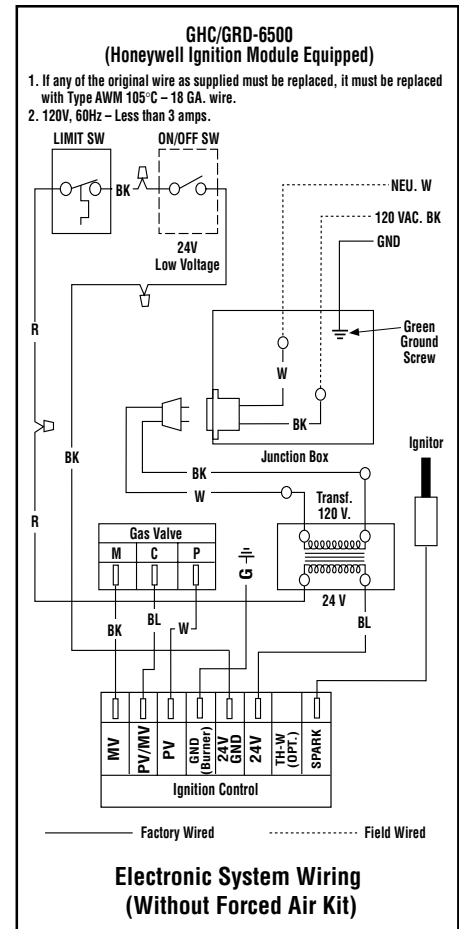 GHC/GRD-6500
(Honeywell Ignition Module Equipped)
1. If any of the original wire as supplied must be replaced, it must be replaced
with Type AWM 105°C – 18 GA. wire.
2. 120V, 60Hz – Less than 3 amps.
LIMIT SW
ON/OFF SW
BK
NEU. W
120 VAC. BK
24V
Low Voltage
GND
R
Green
Ground
Screw
W
BK
BK
Junction Box
Ignitor
BK
W
Transf.
120 V.
R
Gas Valve
M C P
G
24 V
BK
BL
W
BL
MV
PV/MV
PV
GND
(Burner)
24V
GND
24V
TH-W
(OPT.)
SPARK
Ignition Control
Factory Wired
Field Wired
Electronic System Wiring
(Without Forced Air Kit)